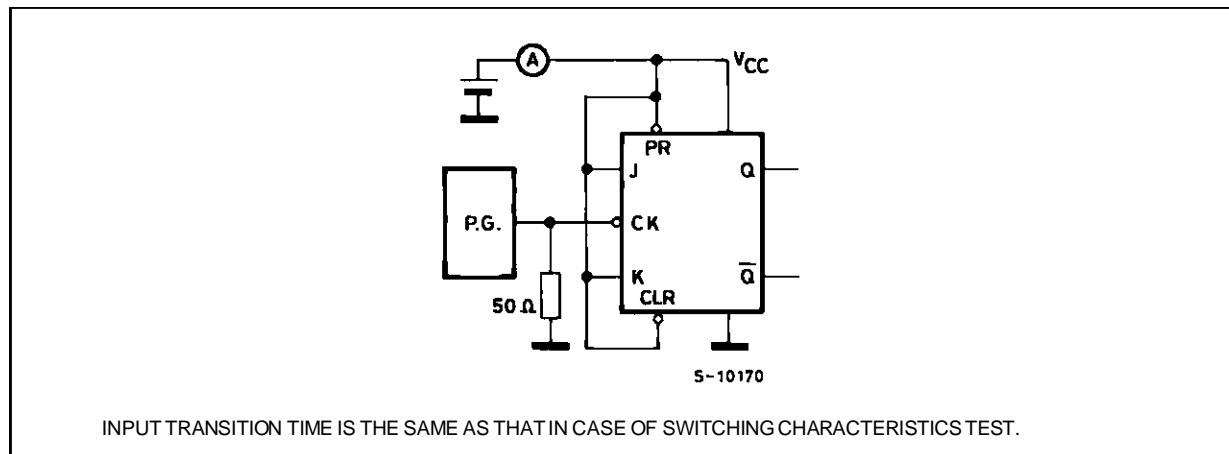 A
VCC
PR
J
Q
P.G.
CK
K
Q̅
CLR
50 Ω
S-10170
INPUT TRANSITION TIME IS THE SAME AS THAT IN CASE OF SWITCHING CHARACTERISTICS TEST.